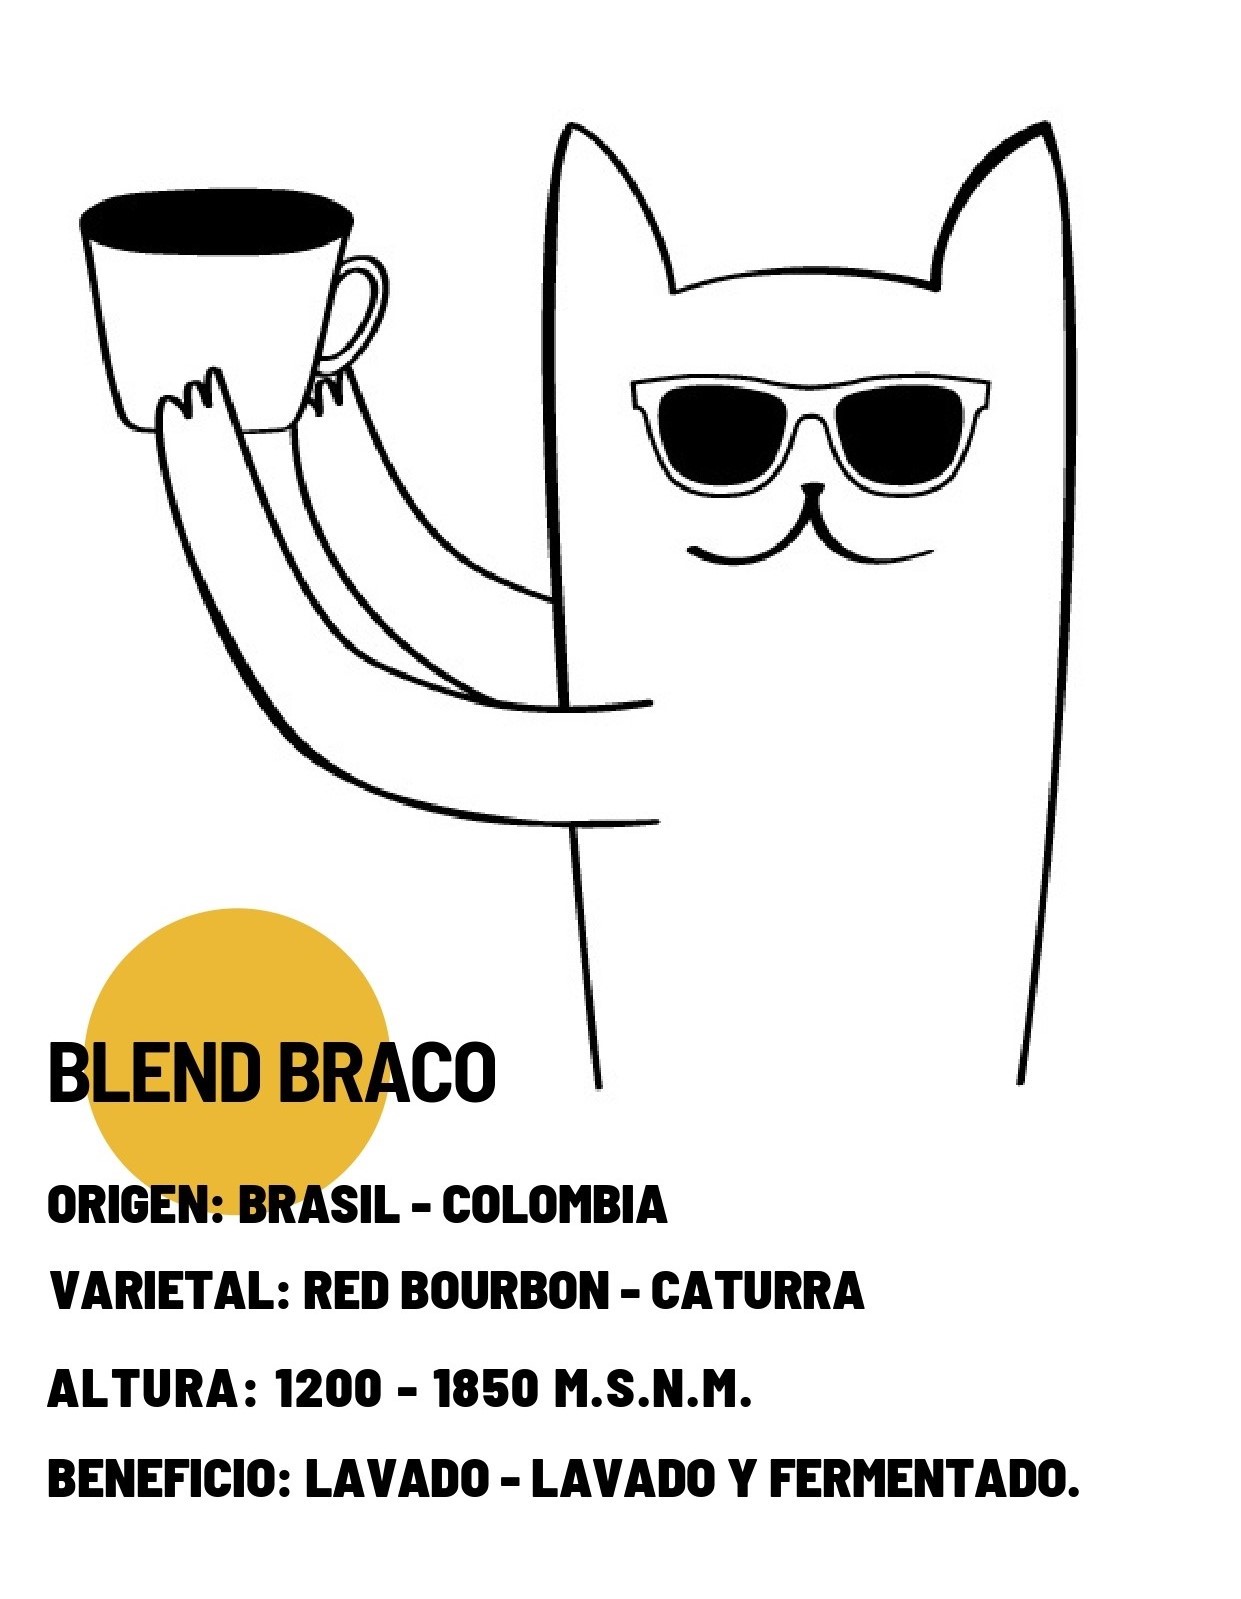 BLEND BRACO
ORIGEN: BRASIL - COLOMBIA
VARIETAL: RED BOURBON - CATURRA
ALTURA: 1200 - 1850 M.S.N.M.
BENEFICIO: LAVADO - LAVADO Y FERMENTADO.